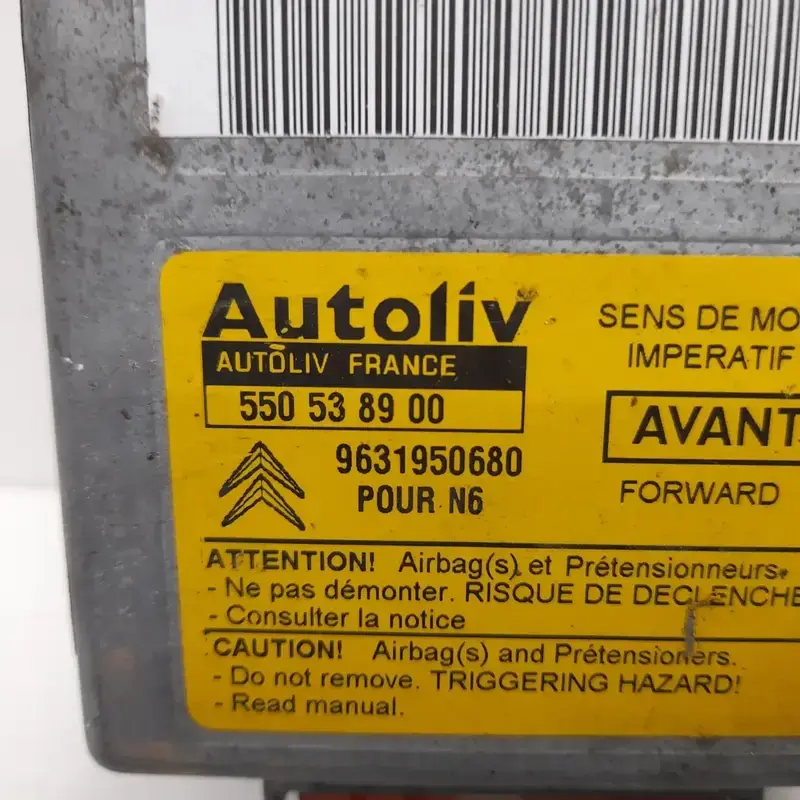 Autoliv
AUTOLIV FRANCE
550 53 89 00
9631950680
POUR N6
SENS DE MO
IMPERATIF
AVANT
FORWARD
ATTENTION! Airbag(s) et Prétensionneurs.
- Ne pas démonter. RISQUE DE DECLENCHE
- Consulter la notice
CAUTION! Airbag(s) and Prétensioners.
- Do not remove. TRIGGERING HAZARD!
- Read manual.